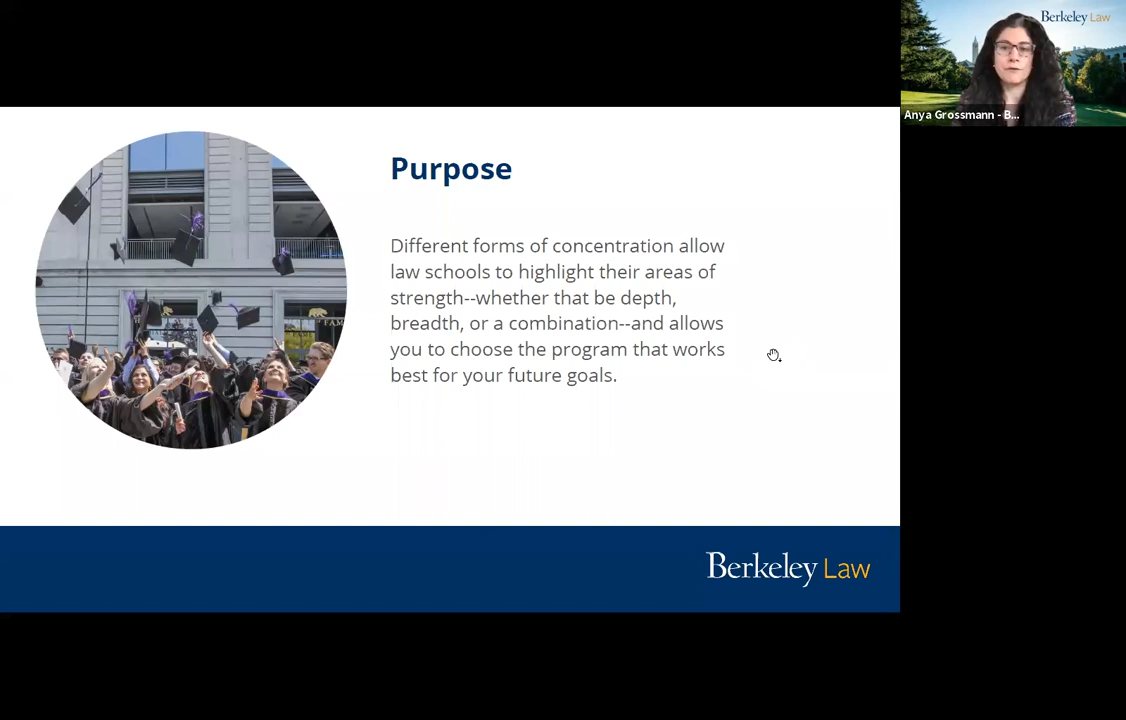 Berkeley Law
Anya Grossmann - B...
Purpose
Different forms of concentration allow
law schools to highlight their areas of
strength--whether that be depth,
breadth, or a combination--and allows
you to choose the program that works
best for your future goals.
Berkeley Law